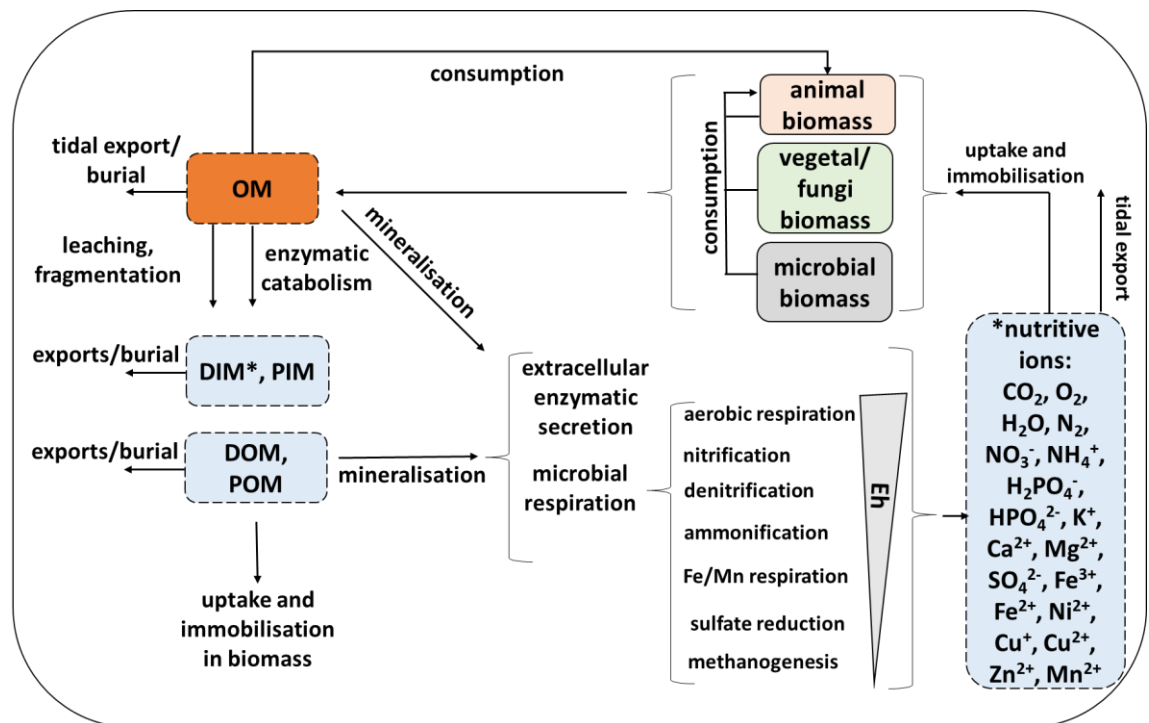 consumption
tidal export/
burial
OM
leaching,
fragmentation
enzymatic
catabolism
mineralisation
consumption
animal
biomass
vegetal/
fungi
biomass
microbial
biomass
uptake and
immobilisation
tidal export
exports/burial
DIM*, PIM
exports/burial
DOM,
POM
mineralisation
uptake and
immobilisation
in biomass
extracellular
enzymatic
secretion
microbial
respiration
aerobic respiration
nitrification
denitrification
ammonification
Fe/Mn respiration
sulfate reduction
methanogenesis
Eh
*nutritive
ions:
CO₂, O₂,
H₂O, N₂,
NO₃⁻, NH₄⁺,
H₂PO₄⁻,
HPO₄²⁻, K⁺,
Ca²⁺, Mg²⁺,
SO₄²⁻, Fe³⁺,
Fe²⁺, Ni²⁺,
Cu⁺, Cu²⁺,
Zn²⁺, Mn²⁺